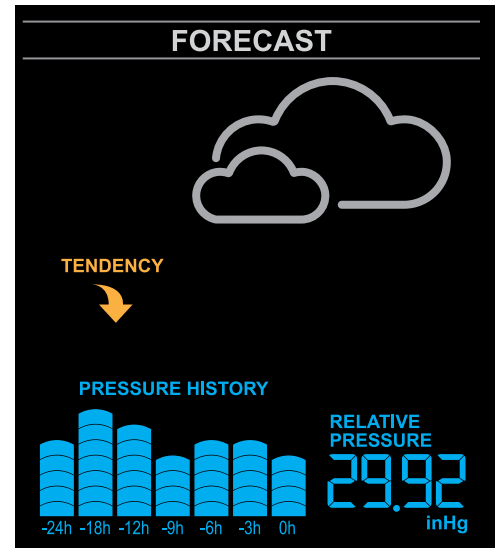 FORECAST
TENDENCY
PRESSURE HISTORY
-24h -18h -12h -9h -6h -3h 0h
RELATIVE
PRESSURE
29.92
inHg